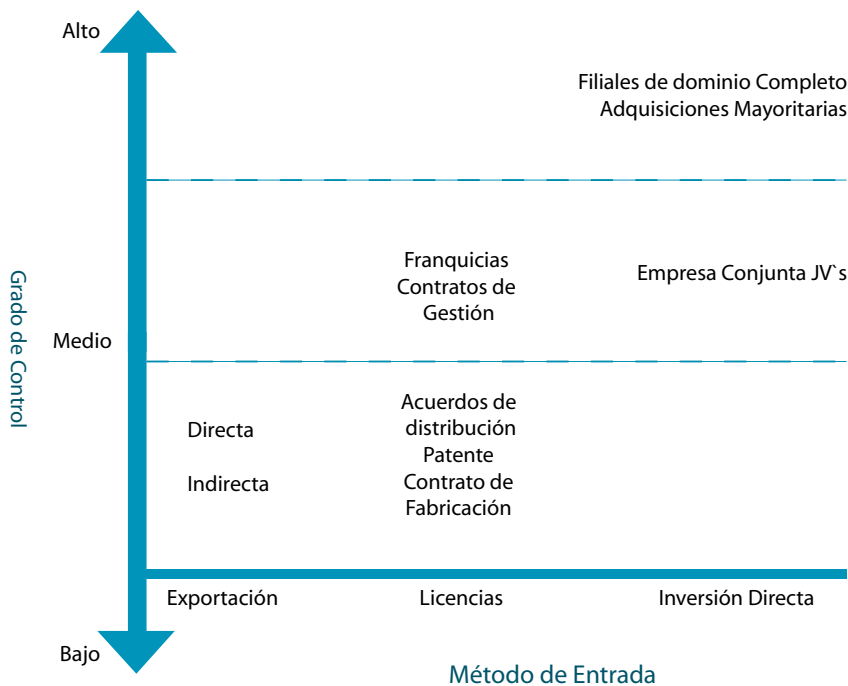 Alto
Filiales de dominio Completo
Adquisiciones Mayoritarias
Grado de Control
Franquicias
Contratos de
Gestión
Empresa Conjunta JV`s
Medio
Directa
Indirecta
Acuerdos de
distribución
Patente
Contrato de
Fabricación
Exportación
Licencias
Inversión Directa
Bajo
Método de Entrada